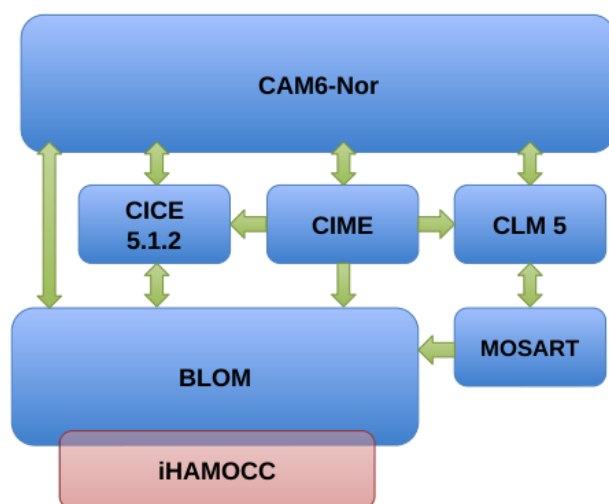 CAM6-Nor
CICE
5.1.2
CIME
CLM 5
BLOM
MOSART
iHAMOCC